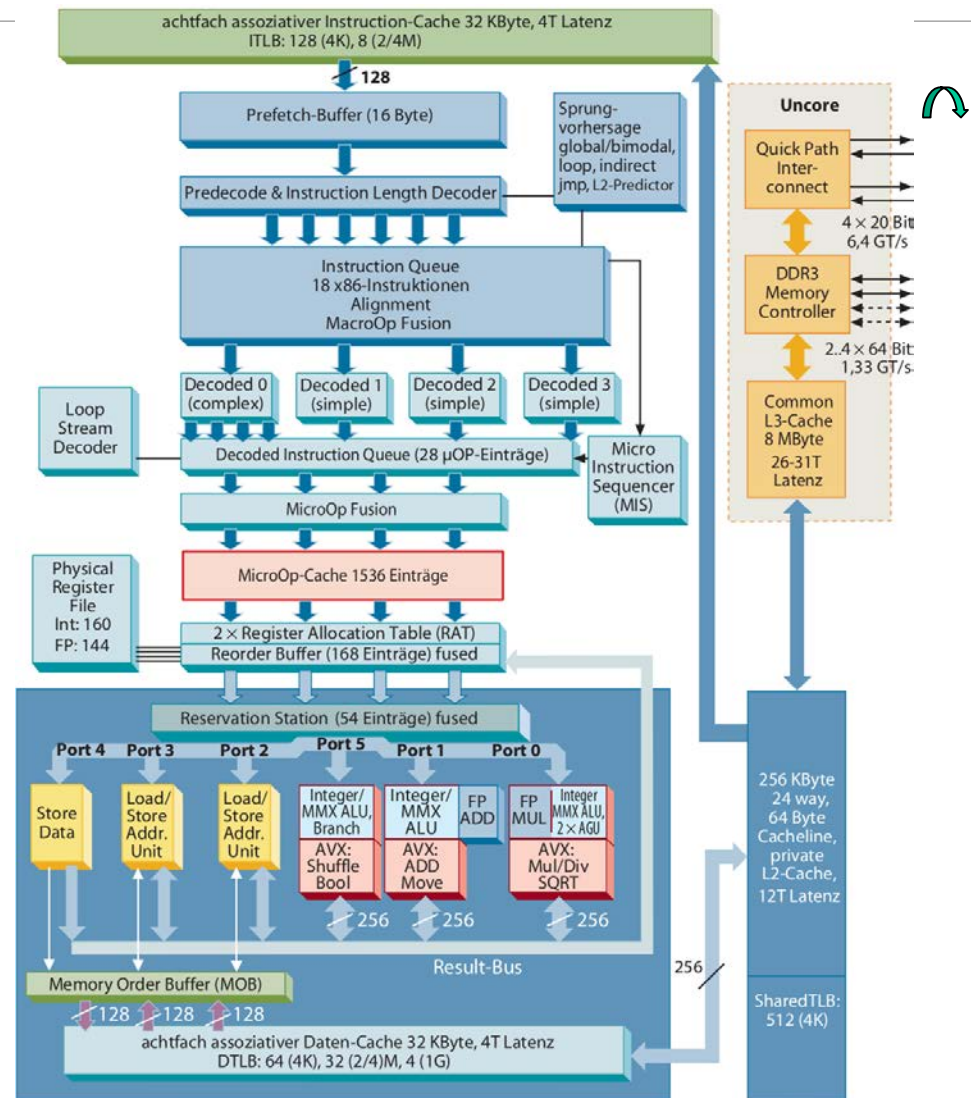 achtfach assoziativer Instruction-Cache 32 KByte, 4T Latenz
ITLB: 128 (4K), 8 (2/4M)
128
Prefetch-Buffer (16 Byte)
Sprung-
vorhersage
global/bimodal,
loop, indirect
jmp, L2-Predictor
Predecode & Instruction Length Decoder
Instruction Queue
18 x86-Instruktionen
Alignment
MacroOp Fusion
Decoded 0
(complex)
Decoded 1
(simple)
Decoded 2
(simple)
Decoded 3
(simple)
Loop
Stream
Decoder
Decoded Instruction Queue (28 µOP-Einträge)
Micro
Instruction
Sequencer
(MIS)
MicroOp Fusion
MicroOp-Cache 1536 Einträge
Physical
Register
File
Int: 160
FP: 144
2 × Register Allocation Table (RAT)
Reorder Buffer (168 Einträge) fused
Reservation Station (54 Einträge) fused
Port 4
Port 3
Port 2
Port 5
Port 1
Port 0
Store
Data
Load/
Store
Addr.
Unit
Load/
Store
Addr.
Unit
Integer/
MMX ALU,
Branch
AVX:
Shuffle
Bool
Integer/
MMX
ALU
FP
ADD
AVX:
ADD
Move
FP
MUL
Integer
MMX ALU,
2 × AGU
AVX:
Mul/Div
SQRT
256
256
256
Result-Bus
Memory Order Buffer (MOB)
128
128
128
achtfach assoziativer Daten-Cache 32 KByte, 4T Latenz
DTLB: 64 (4K), 32 (2/4)M, 4 (1G)
256
Uncore
Quick Path
Inter-
connect
4 × 20 Bit
6,4 GT/s
DDR3
Memory
Controller
2..4 × 64 Bit
1,33 GT/s
Common
L3-Cache
8 MByte
26-31T
Latenz
256 KByte
24 way,
64 Byte
Cacheline,
private
L2-Cache,
12T Latenz
SharedTLB:
512 (4K)